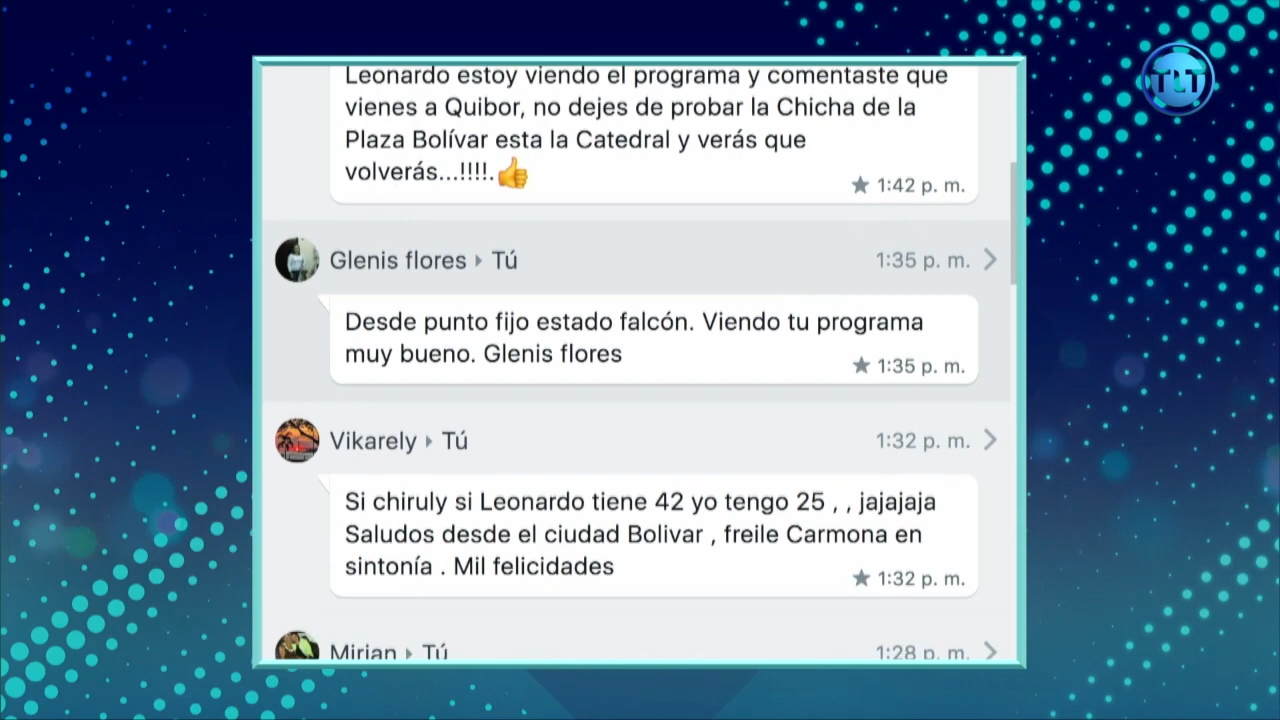 TLT
Leonardo estoy viendo el programa y comentaste que
vienes a Quibor, no dejes de probar la Chicha de la
Plaza Bolívar esta la Catedral y verás que
volverás...!!!!.👍
★ 1:42 p. m.
Glenis flores ▸ Tú 1:35 p. m.
Desde punto fijo estado falcón. Viendo tu programa
muy bueno. Glenis flores
★ 1:35 p. m.
Vikarely ▸ Tú 1:32 p. m.
Si chiruly si Leonardo tiene 42 yo tengo 25 , , jajajaja
Saludos desde el ciudad Bolivar , freile Carmona en
sintonía . Mil felicidades
★ 1:32 p. m.
Mirian ▸ Tú 1:28 p. m.